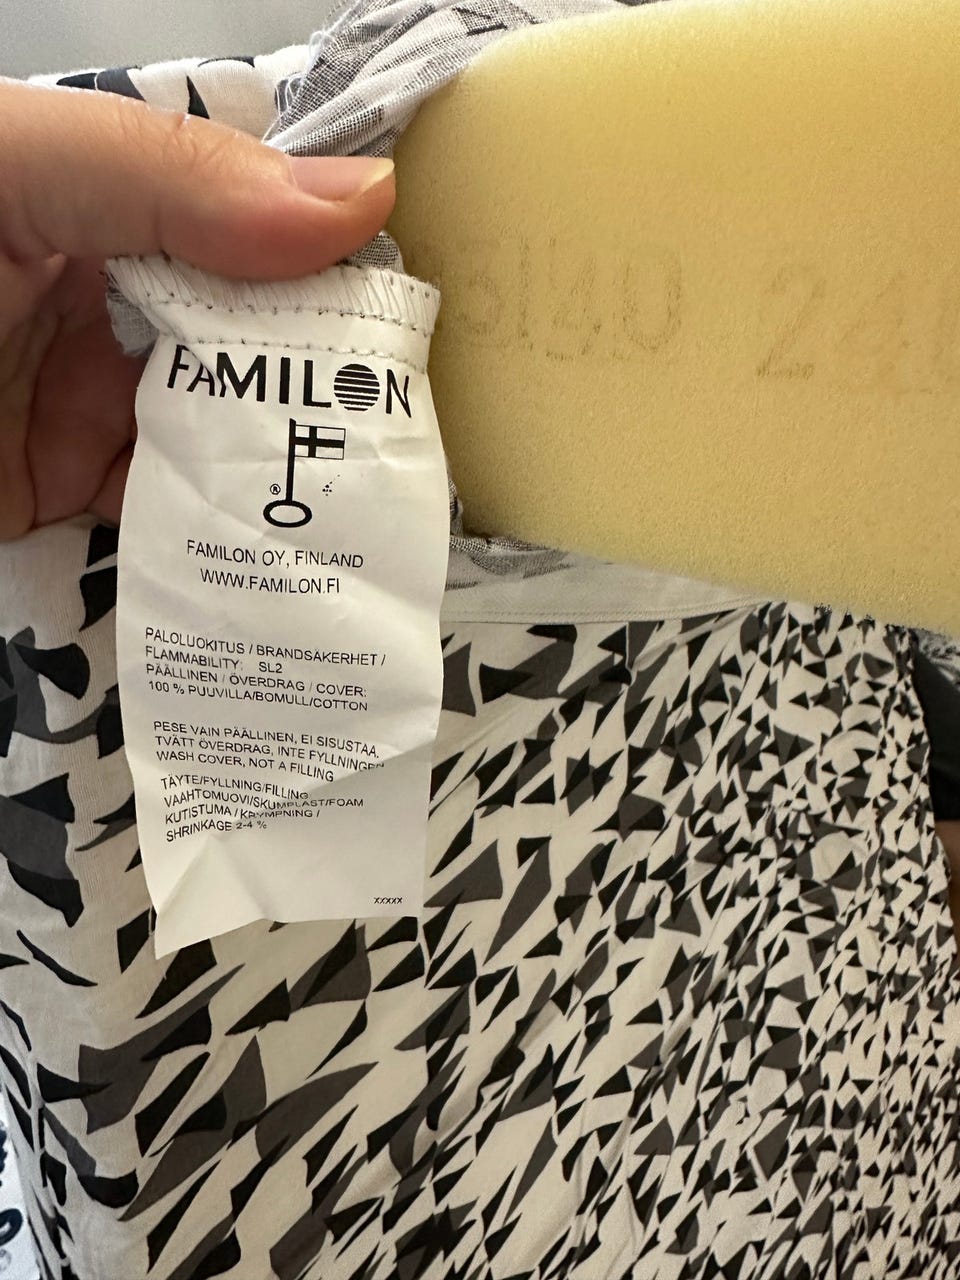 FAMILON
®
FAMILON OY, FINLAND
WWW.FAMILON.FI
PALOLUOKITUS / BRANDSÄKERHET /
FLAMMABILITY: SL2
PÄÄLLINEN / ÖVERDRAG / COVER:
100 % PUUVILLA/BOMULL/COTTON
PESE VAIN PÄÄLLINEN, EI SISUSTAA.
TVÄTT ÖVERDRAG, INTE FYLLNINGEN
WASH COVER, NOT A FILLING
TÄYTE/FYLLNING/FILLING
VAAHTOMUOVI/SKUMPLAST/FOAM
KUTISTUMA / KRYMPNING /
SHRINKAGE 2-4 %
XXXXX